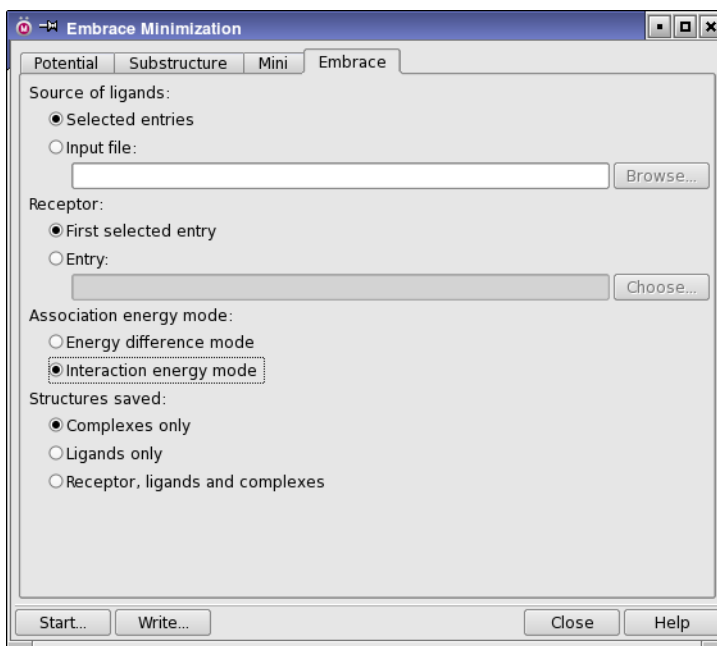 Embrace Minimization
Potential Substructure Mini Embrace
Source of ligands:
Selected entries
Input file:
Browse...
Receptor:
First selected entry
Entry:
Choose...
Association energy mode:
Energy difference mode
Interaction energy mode
Structures saved:
Complexes only
Ligands only
Receptor, ligands and complexes
Start... Write... Close Help